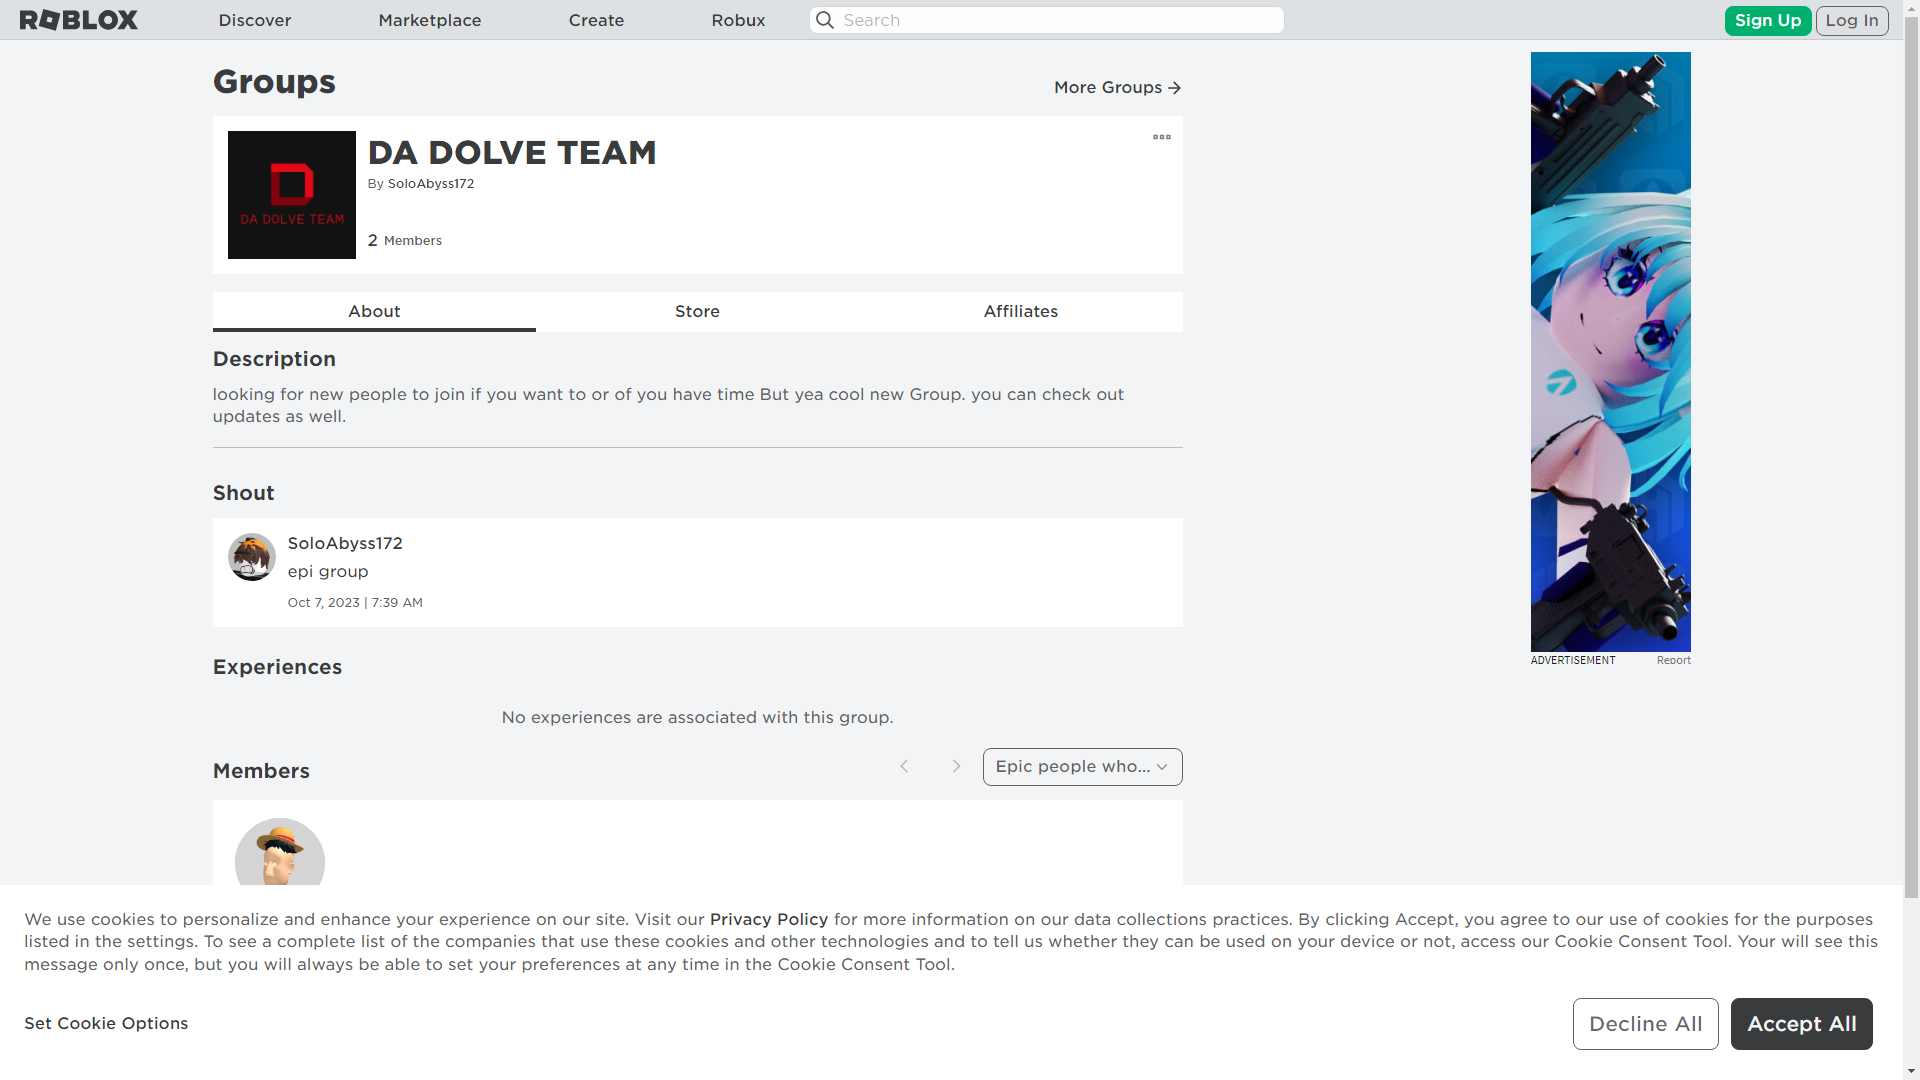 ROBLOX
Discover
Marketplace
Create
Robux
Search
Sign Up
Log In
Groups
More Groups
DA DOLVE TEAM
DA DOLVE TEAM
By SoloAbyss172
2 Members
About
Store
Affiliates
Description
looking for new people to join if you want to or of you have time But yea cool new Group. you can check out
updates as well.
Shout
SoloAbyss172
epi group
Oct 7, 2023 | 7:39 AM
Experiences
No experiences are associated with this group.
Members
Epic people who...
ADVERTISEMENT
Report
We use cookies to personalize and enhance your experience on our site. Visit our Privacy Policy for more information on our data collections practices. By clicking Accept, you agree to our use of cookies for the purposes
listed in the settings. To see a complete list of the companies that use these cookies and other technologies and to tell us whether they can be used on your device or not, access our Cookie Consent Tool. Your will see this
message only once, but you will always be able to set your preferences at any time in the Cookie Consent Tool.
Set Cookie Options
Decline All
Accept All